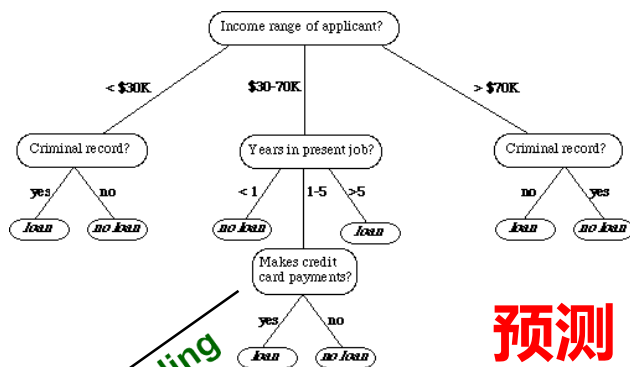 Income range of applicant?
< $30K
$30-70K
> $70K
Criminal record?
Years in present job?
Criminal record?
yes
no
< 1
1-5
>5
no
yes
loan
no loan
no loan
loan
loan
no loan
Makes credit
card payments?
yes
no
loan
no loan
预测